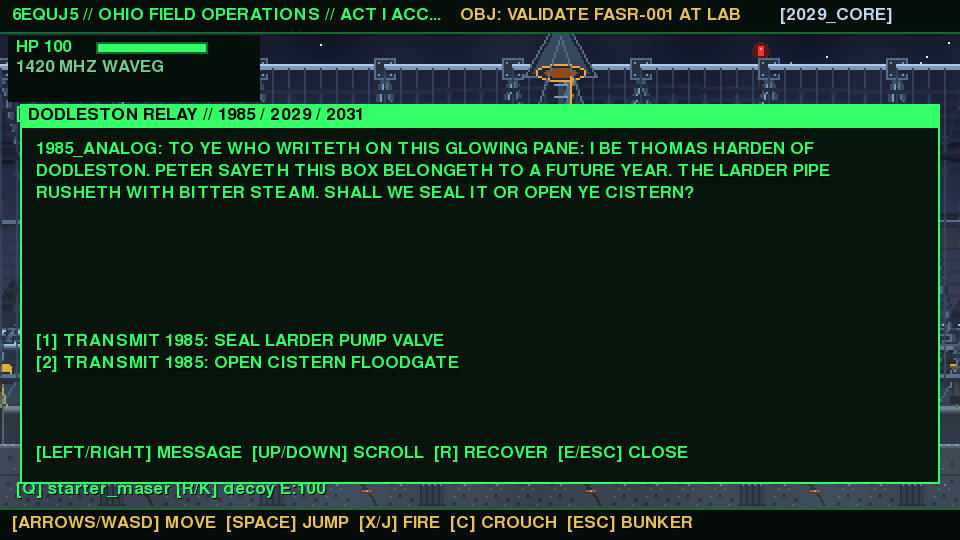 6EQUJ5 // OHIO FIELD OPERATIONS // ACT I ACC... OBJ: VALIDATE FASR-001 AT LAB [2029_CORE]
HP 100
1420 MHZ WAVEG
DODLESTON RELAY // 1985 / 2029 / 2031
1985_ANALOG: TO YE WHO WRITETH ON THIS GLOWING PANE: I BE THOMAS HARDEN OF
DODLESTON. PETER SAYETH THIS BOX BELONGETH TO A FUTURE YEAR. THE LARDER PIPE
RUSHETH WITH BITTER STEAM. SHALL WE SEAL IT OR OPEN YE CISTERN?
[1] TRANSMIT 1985: SEAL LARDER PUMP VALVE
[2] TRANSMIT 1985: OPEN CISTERN FLOODGATE
[LEFT/RIGHT] MESSAGE [UP/DOWN] SCROLL [R] RECOVER [E/ESC] CLOSE
[Q] starter_maser [R/K] decoy E:100
[ARROWS/WASD] MOVE [SPACE] JUMP [X/J] FIRE [C] CROUCH [ESC] BUNKER